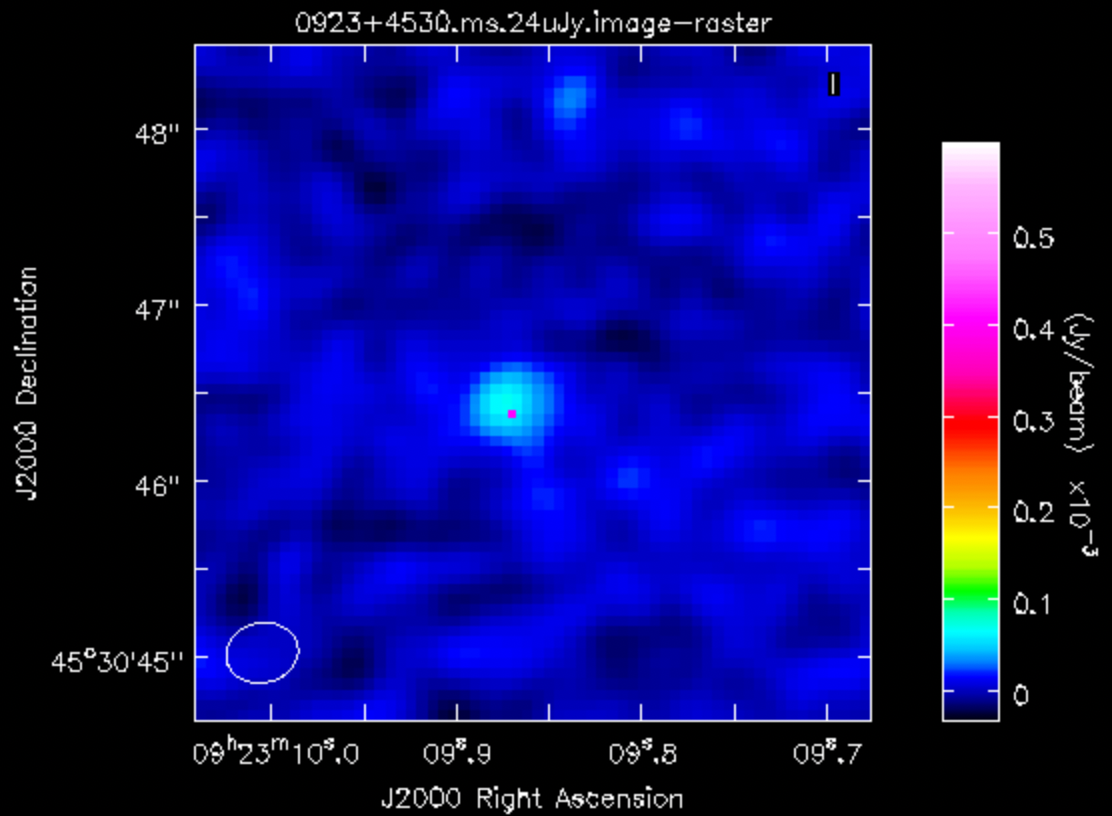 0923+4530.ms.24uJy.image-raster
I
48"
47"
46"
45°30'45"
J2000 Declination
09ʰ23ᵐ10ˢ.0
09ˢ.9
09ˢ.8
09ˢ.7
J2000 Right Ascension
0.5
0.4
0.3
0.2
0.1
0
(Jy/beam) x10⁻³